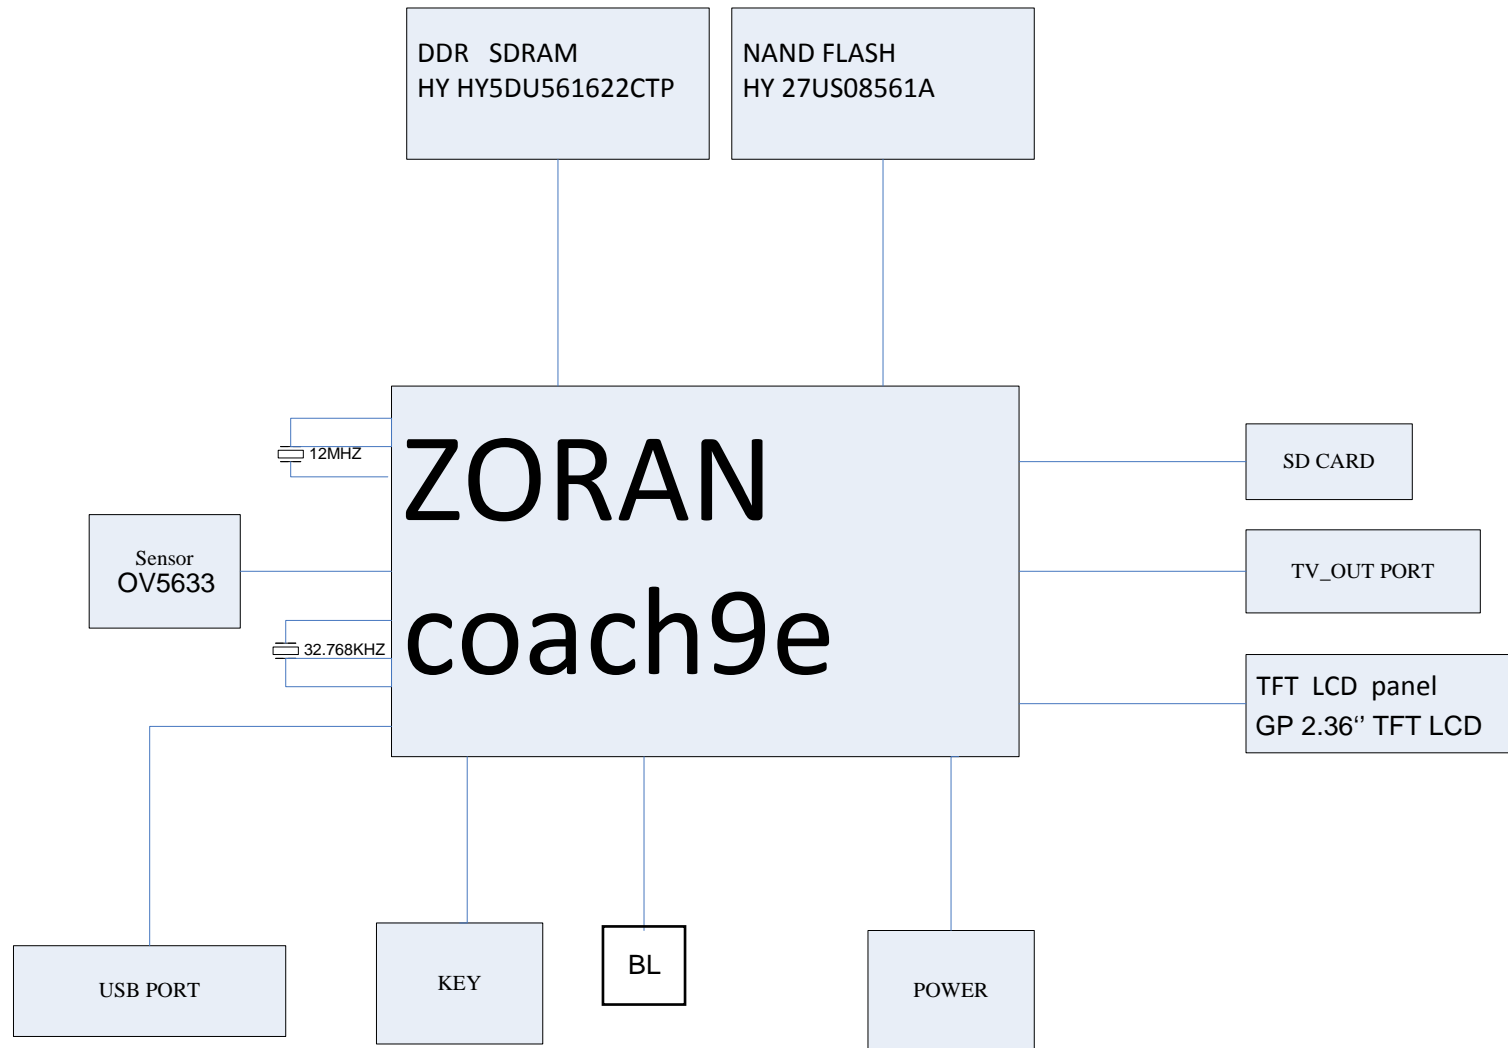 DDR SDRAM
HY HY5DU561622CTP
NAND FLASH
HY 27US08561A
ZORAN
coach9e
12MHZ
Sensor
OV5633
32.768KHZ
SD CARD
TV_OUT PORT
TFT LCD panel
GP 2.36‘’ TFT LCD
USB PORT
KEY
BL
POWER